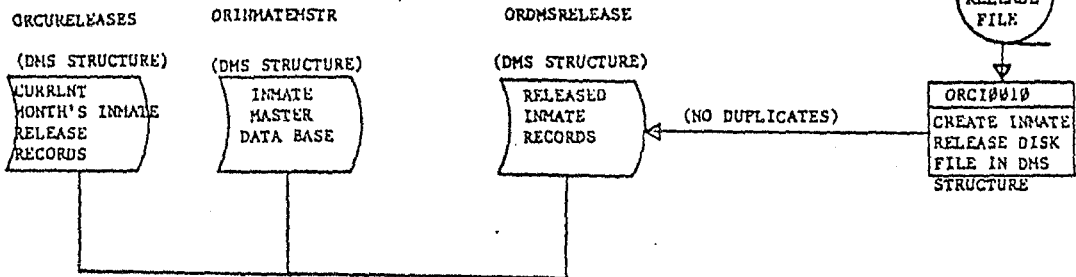 RELEASE
FILE
ORCURELEASES
ORINMATEMSTR
ORDMSRELEASE
(DMS STRUCTURE)
(DMS STRUCTURE)
(DMS STRUCTURE)
CURRENT
MONTH'S INMATE
RELEASE
RECORDS
INMATE
MASTER
DATA BASE
RELEASED
INMATE
RECORDS
(NO DUPLICATES)
ORCI0010
CREATE INMATE
RELEASE DISK
FILE IN DMS
STRUCTURE